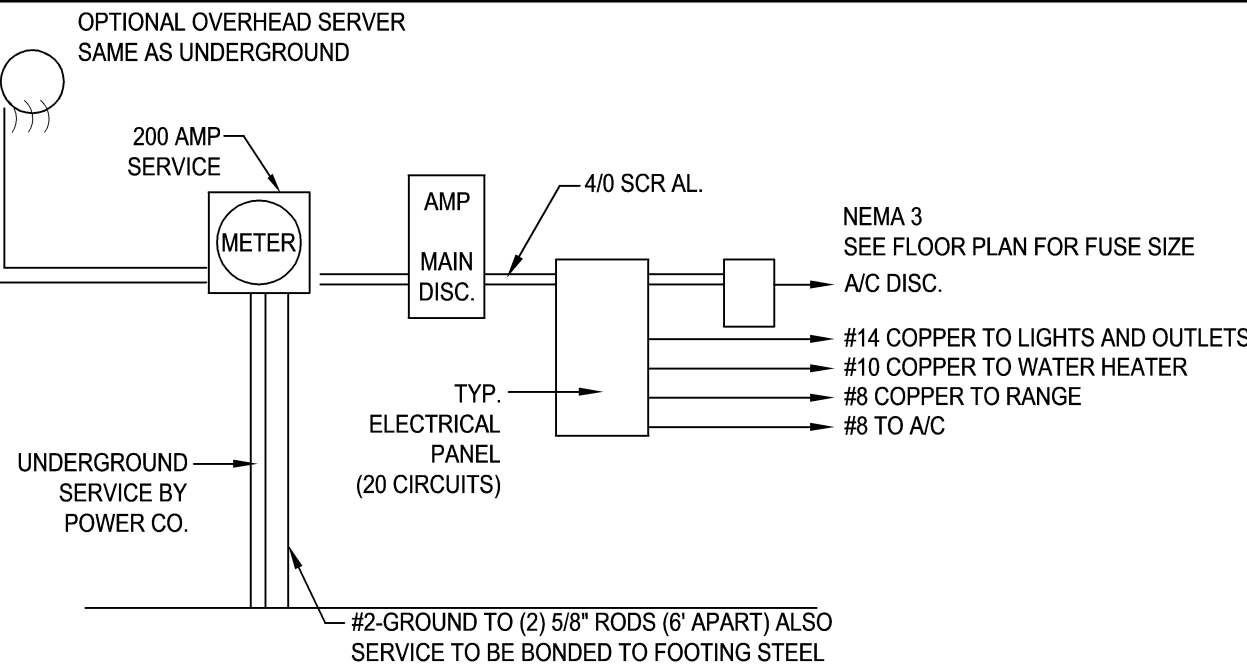 OPTIONAL OVERHEAD SERVER
SAME AS UNDERGROUND
200 AMP
SERVICE
METER
AMP
MAIN
DISC.
4/0 SCR AL.
NEMA 3
SEE FLOOR PLAN FOR FUSE SIZE
A/C DISC.
#14 COPPER TO LIGHTS AND OUTLETS
#10 COPPER TO WATER HEATER
#8 COPPER TO RANGE
#8 TO A/C
TYP.
ELECTRICAL
PANEL
(20 CIRCUITS)
UNDERGROUND
SERVICE BY
POWER CO.
#2-GROUND TO (2) 5/8" RODS (6' APART) ALSO
SERVICE TO BE BONDED TO FOOTING STEEL